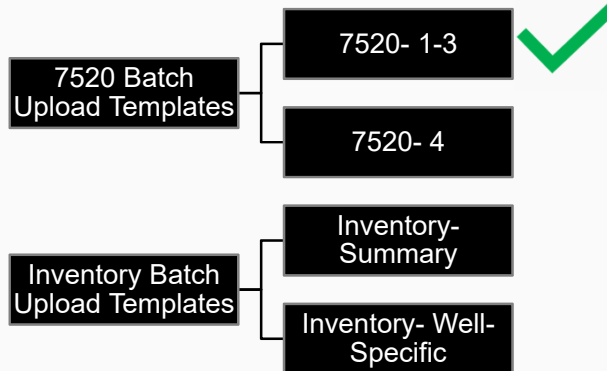 7520 Batch
Upload Templates
7520- 1-3
7520- 4
Inventory Batch
Upload Templates
Inventory-
Summary
Inventory- Well-
Specific